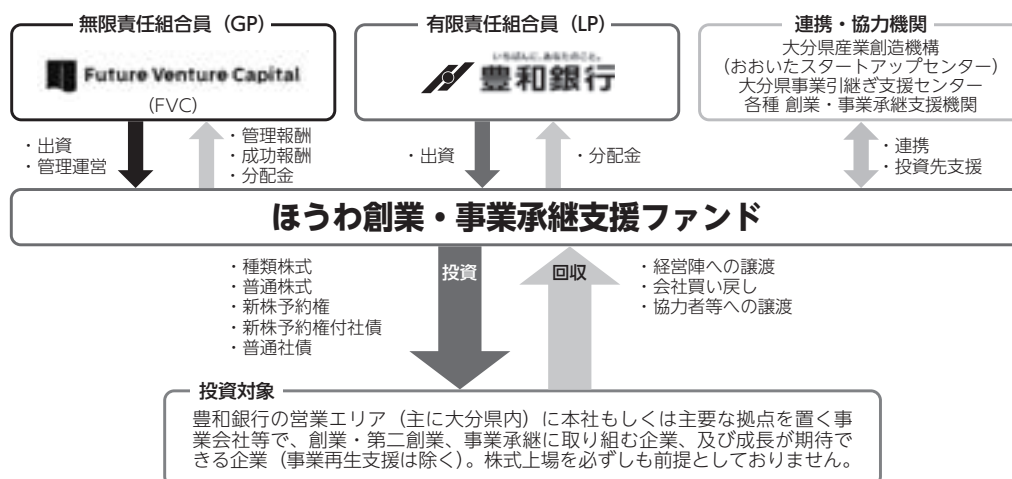 無限責任組合員（GP）
Future Venture Capital
(FVC)
有限責任組合員（LP）
いちばんに、あなたのこと。
豊和銀行
連携・協力機関
大分県産業創造機構
（おおいたスタートアップセンター）
大分県事業引継ぎ支援センター
各種 創業・事業承継支援機関
・出資
・管理運営
・管理報酬
・成功報酬
・分配金
・出資
・分配金
・連携
・投資先支援
ほうわ創業・事業承継支援ファンド
・種類株式
・普通株式
・新株予約権
・新株予約権付社債
・普通社債
投資
回収
・経営陣への譲渡
・会社買い戻し
・協力者等への譲渡
投資対象
豊和銀行の営業エリア（主に大分県内）に本社もしくは主要な拠点を置く事
業会社等で、創業・第二創業、事業承継に取り組む企業、及び成長が期待で
きる企業（事業再生支援は除く）。株式上場を必ずしも前提としておりません。